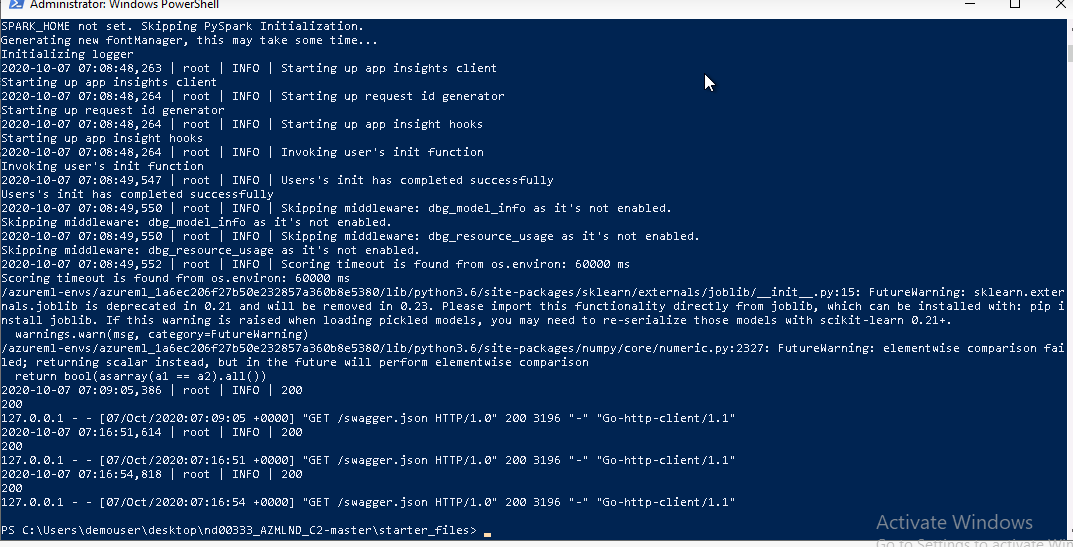 Administrator: Windows PowerShell
SPARK_HOME not set. Skipping PySpark Initialization.
Generating new fontManager, this may take some time...
Initializing logger
2020-10-07 07:08:48,263 | root | INFO | Starting up app insights client
Starting up app insights client
2020-10-07 07:08:48,264 | root | INFO | Starting up request id generator
Starting up request id generator
2020-10-07 07:08:48,264 | root | INFO | Starting up app insight hooks
Starting up app insight hooks
2020-10-07 07:08:48,264 | root | INFO | Invoking user's init function
Invoking user's init function
2020-10-07 07:08:49,547 | root | INFO | Users's init has completed successfully
Users's init has completed successfully
2020-10-07 07:08:49,550 | root | INFO | Skipping middleware: dbg_model_info as it's not enabled.
Skipping middleware: dbg_model_info as it's not enabled.
2020-10-07 07:08:49,550 | root | INFO | Skipping middleware: dbg_resource_usage as it's not enabled.
Skipping middleware: dbg_resource_usage as it's not enabled.
2020-10-07 07:08:49,552 | root | INFO | Scoring timeout is found from os.environ: 60000 ms
Scoring timeout is found from os.environ: 60000 ms
/azureml-envs/azureml_1a6ec206f27b50e232857a360b8e5380/lib/python3.6/site-packages/sklearn/externals/joblib/__init__.py:15: FutureWarning: sklearn.exter
nals.joblib is deprecated in 0.21 and will be removed in 0.23. Please import this functionality directly from joblib, which can be installed with: pip i
nstall joblib. If this warning is raised when loading pickled models, you may need to re-serialize those models with scikit-learn 0.21+.
  warnings.warn(msg, category=FutureWarning)
/azureml-envs/azureml_1a6ec206f27b50e232857a360b8e5380/lib/python3.6/site-packages/numpy/core/numeric.py:2327: FutureWarning: elementwise comparison fai
led; returning scalar instead, but in the future will perform elementwise comparison
  return bool(asarray(a1 == a2).all())
2020-10-07 07:09:05,386 | root | INFO | 200
200
127.0.0.1 - - [07/Oct/2020:07:09:05 +0000] "GET /swagger.json HTTP/1.0" 200 3196 "-" "Go-http-client/1.1"
2020-10-07 07:16:51,614 | root | INFO | 200
200
127.0.0.1 - - [07/Oct/2020:07:16:51 +0000] "GET /swagger.json HTTP/1.0" 200 3196 "-" "Go-http-client/1.1"
2020-10-07 07:16:54,818 | root | INFO | 200
200
127.0.0.1 - - [07/Oct/2020:07:16:54 +0000] "GET /swagger.json HTTP/1.0" 200 3196 "-" "Go-http-client/1.1"
PS C:\Users\demouser\desktop\nd00333_AZMLND_C2-master\starter_files>
Activate Windows
Go to Settings to activate Win